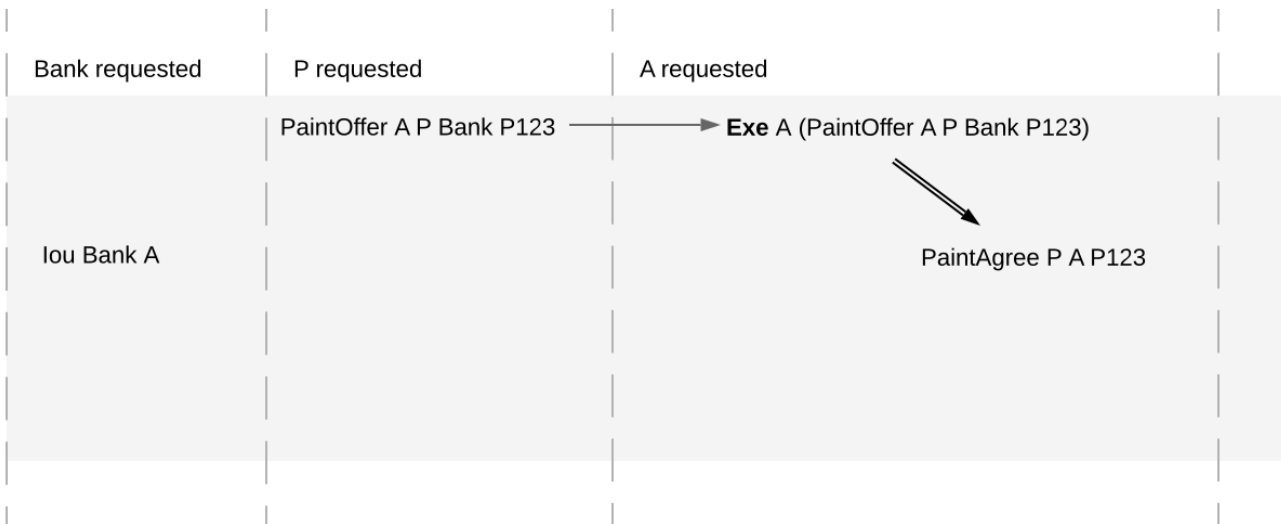 Bank requested
P requested
A requested
PaintOffer A P Bank P123
Exe A (PaintOffer A P Bank P123)
Iou Bank A
PaintAgree P A P123